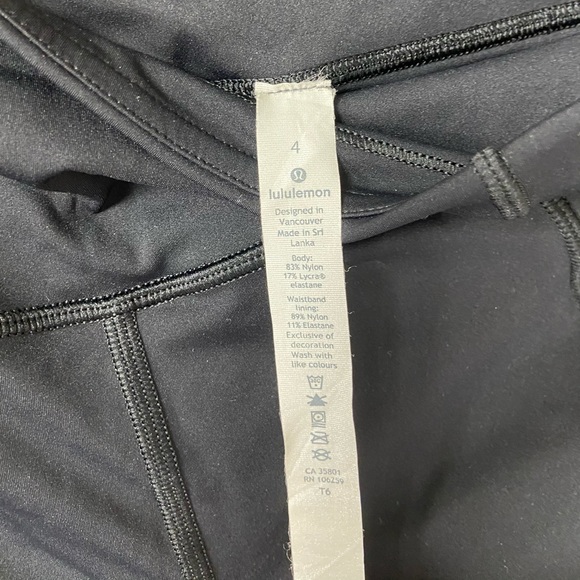 4
lululemon
Designed in
Vancouver
Made in Sri
Lanka
Body:
83% Nylon
17% Lycra®
elastane
Waistband
lining:
89% Nylon
11% Elastane
Exclusive of
decoration
Wash with
like colours
CA 35801
RN 106259
T6